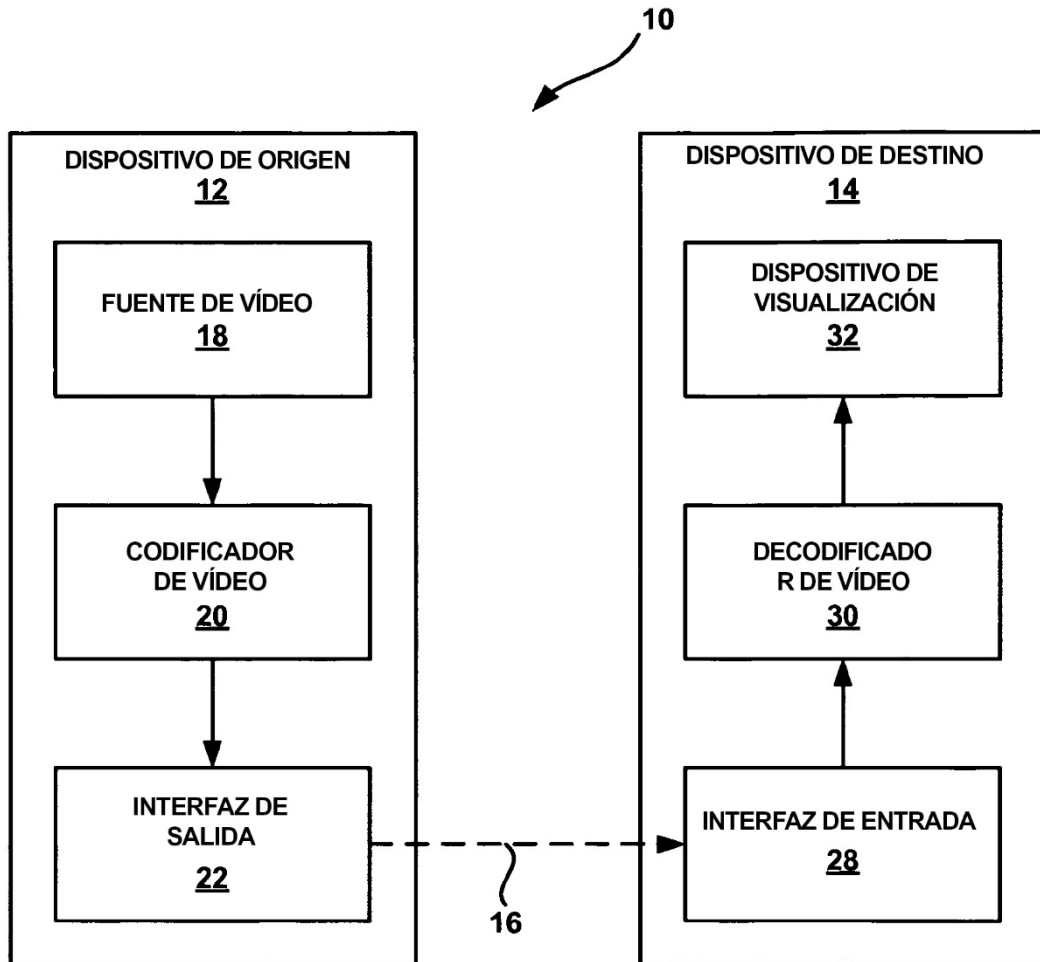 10
DISPOSITIVO DE ORIGEN
12
FUENTE DE VÍDEO
18
CODIFICADOR
DE VÍDEO
20
INTERFAZ DE
SALIDA
22
16
DISPOSITIVO DE DESTINO
14
DISPOSITIVO DE
VISUALIZACIÓN
32
DECODIFICADO
R DE VÍDEO
30
INTERFAZ DE ENTRADA
28